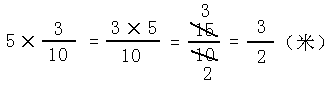 5 × 3/10 = 3 × 5/10 = 3 15/10 2 = 3/2 (米)